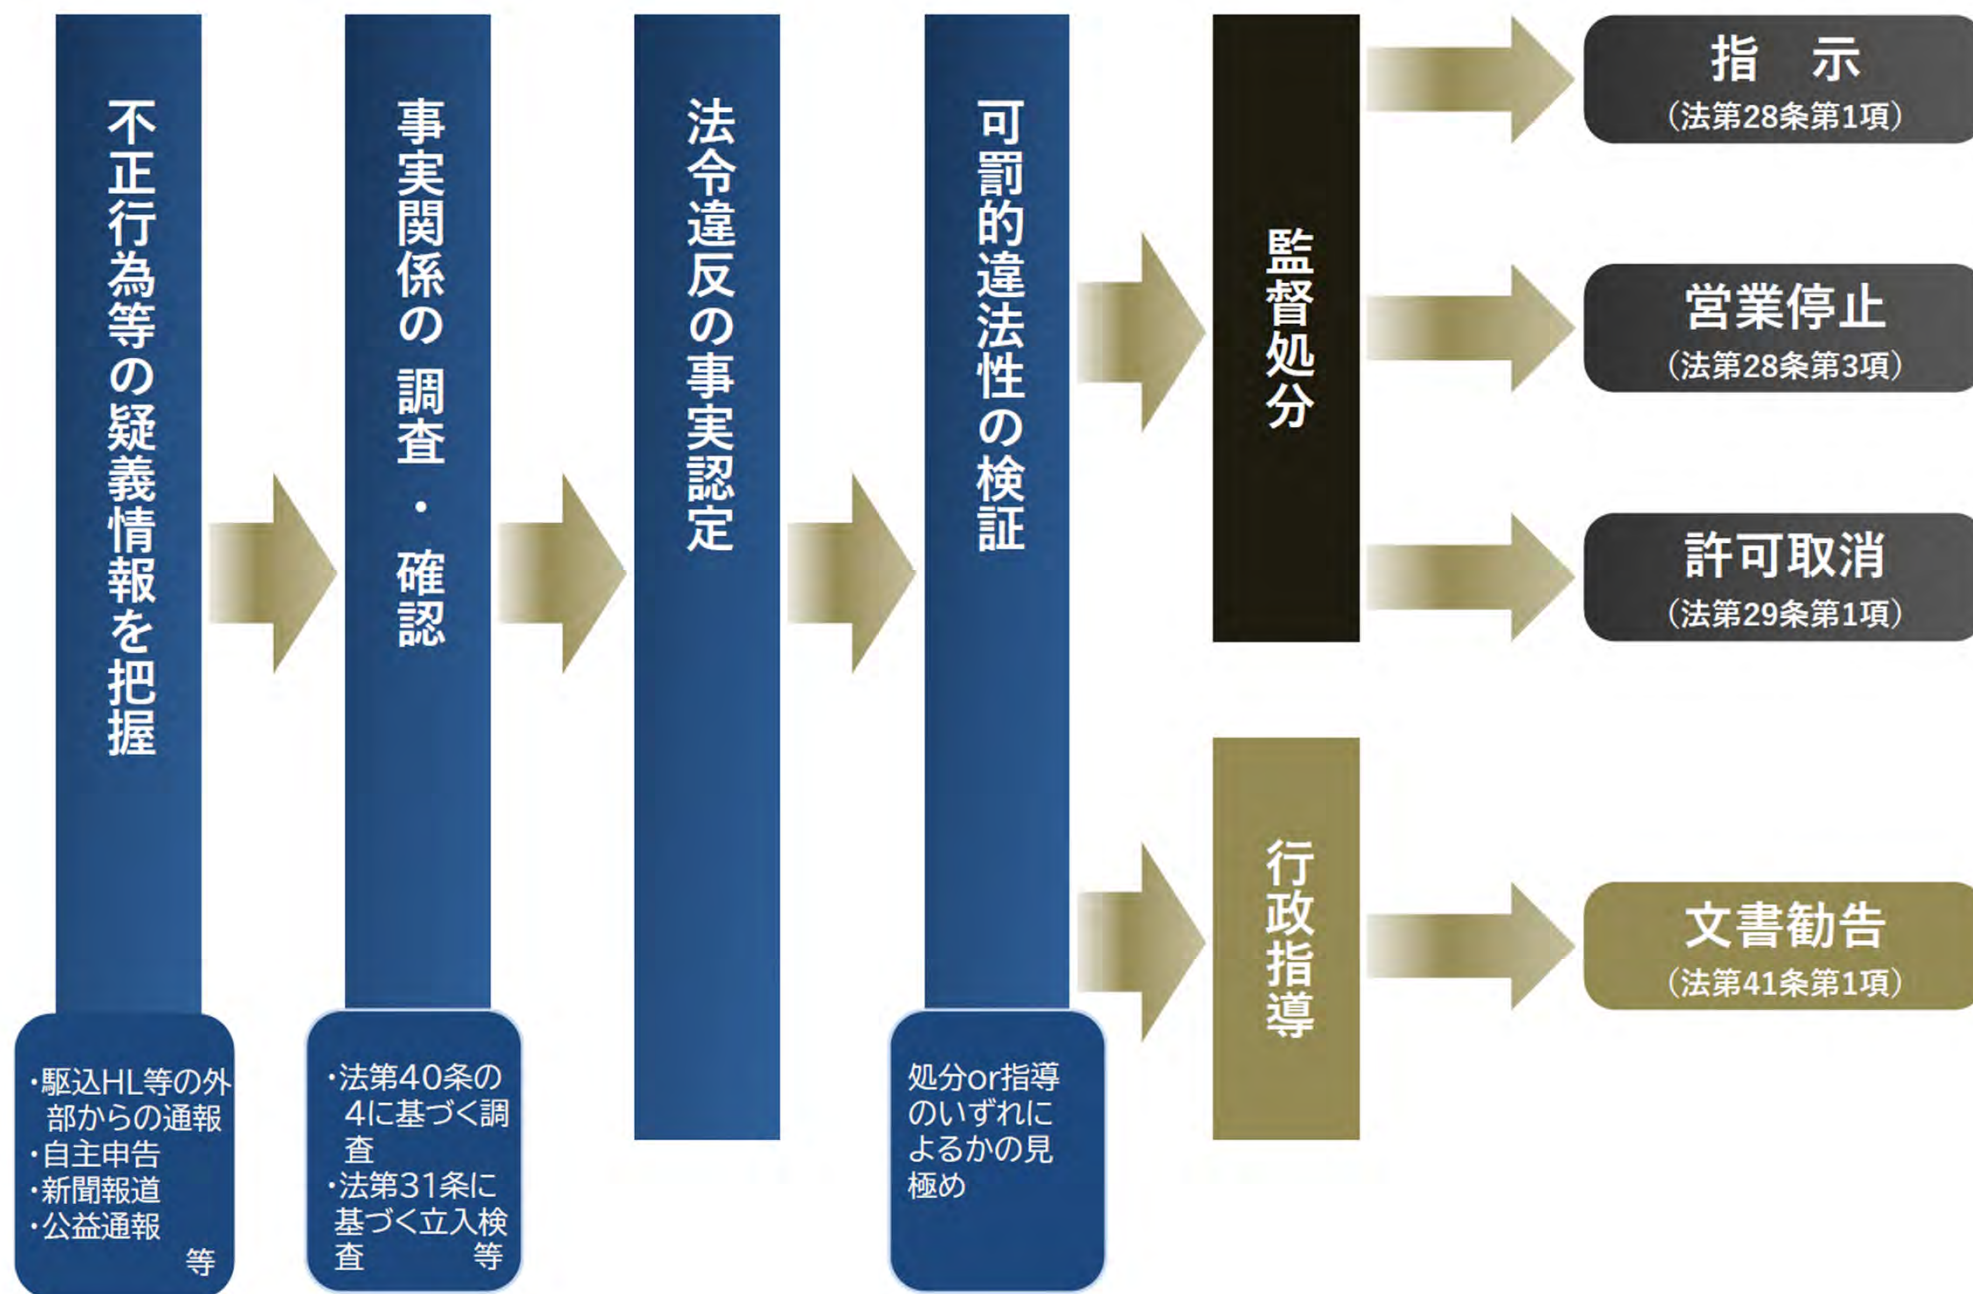 不正行為等の疑義情報を把握
・駆込HL等の外
部からの通報
・自主申告
・新聞報道
・公益通報
等
事実関係の調査・確認
・法第40条の
4に基づく調
査
・法第31条に
基づく立入検
査 等
法令違反の事実認定
可罰的違法性の検証
処分or指導
のいずれに
よるかの見
極め
監督処分
指 示
(法第28条第1項)
営業停止
(法第28条第3項)
許可取消
(法第29条第1項)
行政指導
文書勧告
(法第41条第1項)